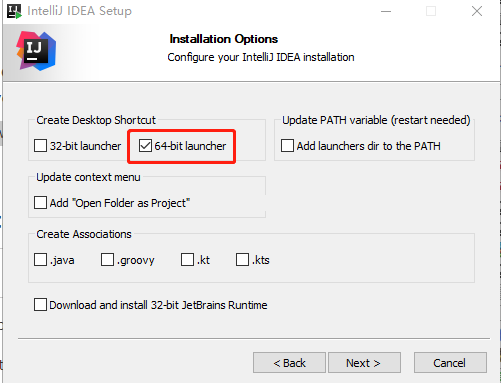 IntelliJ IDEA Setup
IJ
Installation Options
Configure your IntelliJ IDEA installation
Create Desktop Shortcut
32-bit launcher
64-bit launcher
Update PATH variable (restart needed)
Add launchers dir to the PATH
Update context menu
Add "Open Folder as Project"
Create Associations
.java
.groovy
.kt
.kts
Download and install 32-bit JetBrains Runtime
< Back
Next >
Cancel